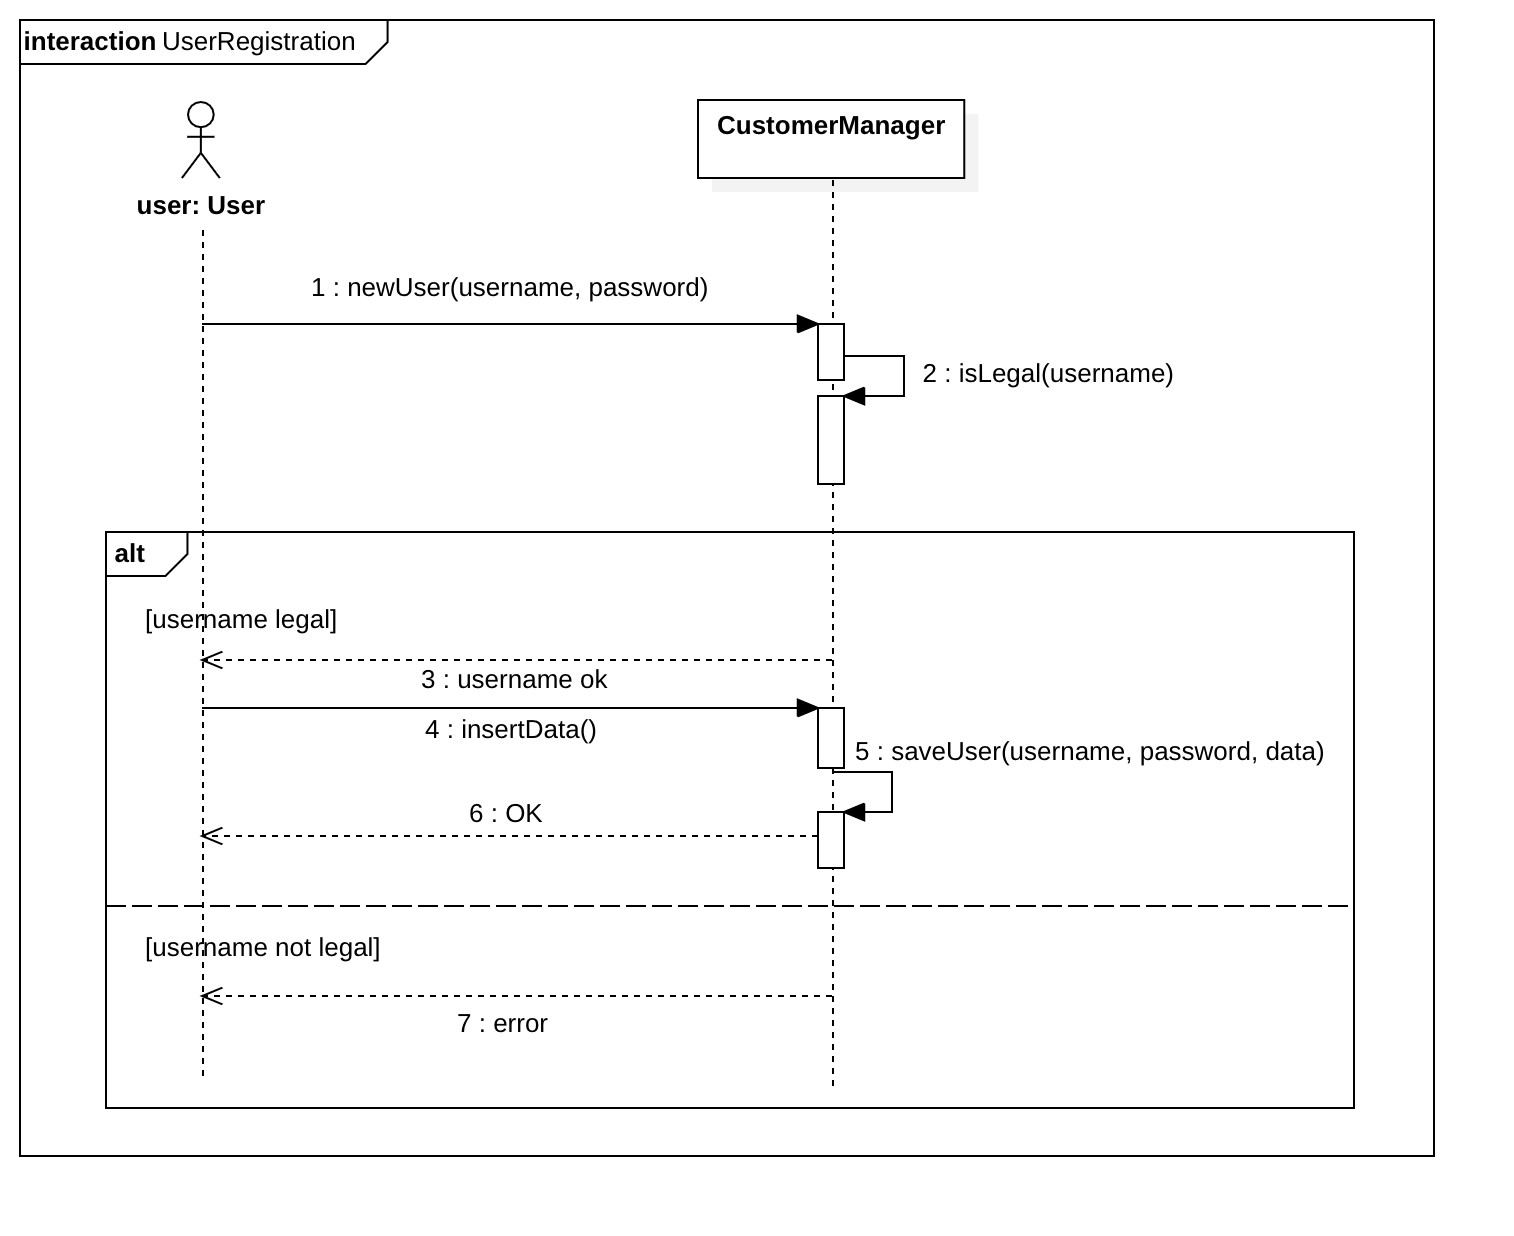 interaction UserRegistration
CustomerManager
user: User
1 : newUser(username, password)
2 : isLegal(username)
alt
[username legal]
3 : username ok
4 : insertData()
5 : saveUser(username, password, data)
6 : OK
[username not legal]
7 : error